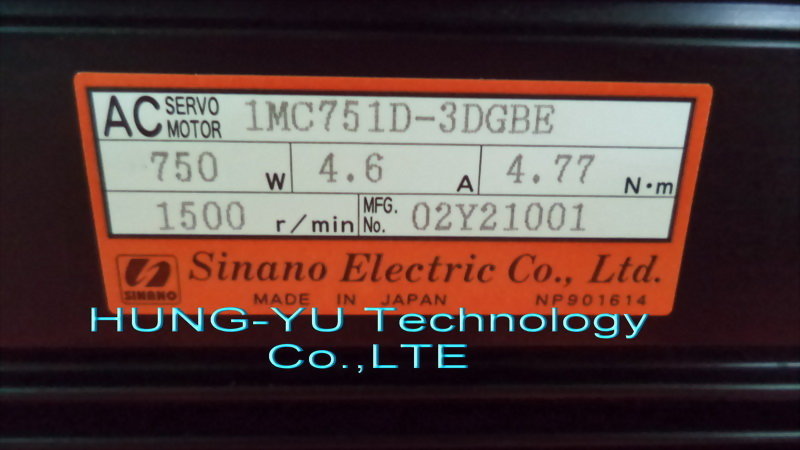 AC SERVO MOTOR 1MC751D-3DGBE
750 W 4.6 A 4.77 N·m
1500 r/min MFG. No. 02Y21001
SINANO Sinano Electric Co., Ltd.
MADE IN JAPAN NP901614
HUNG-YU Technology
Co.,LTE